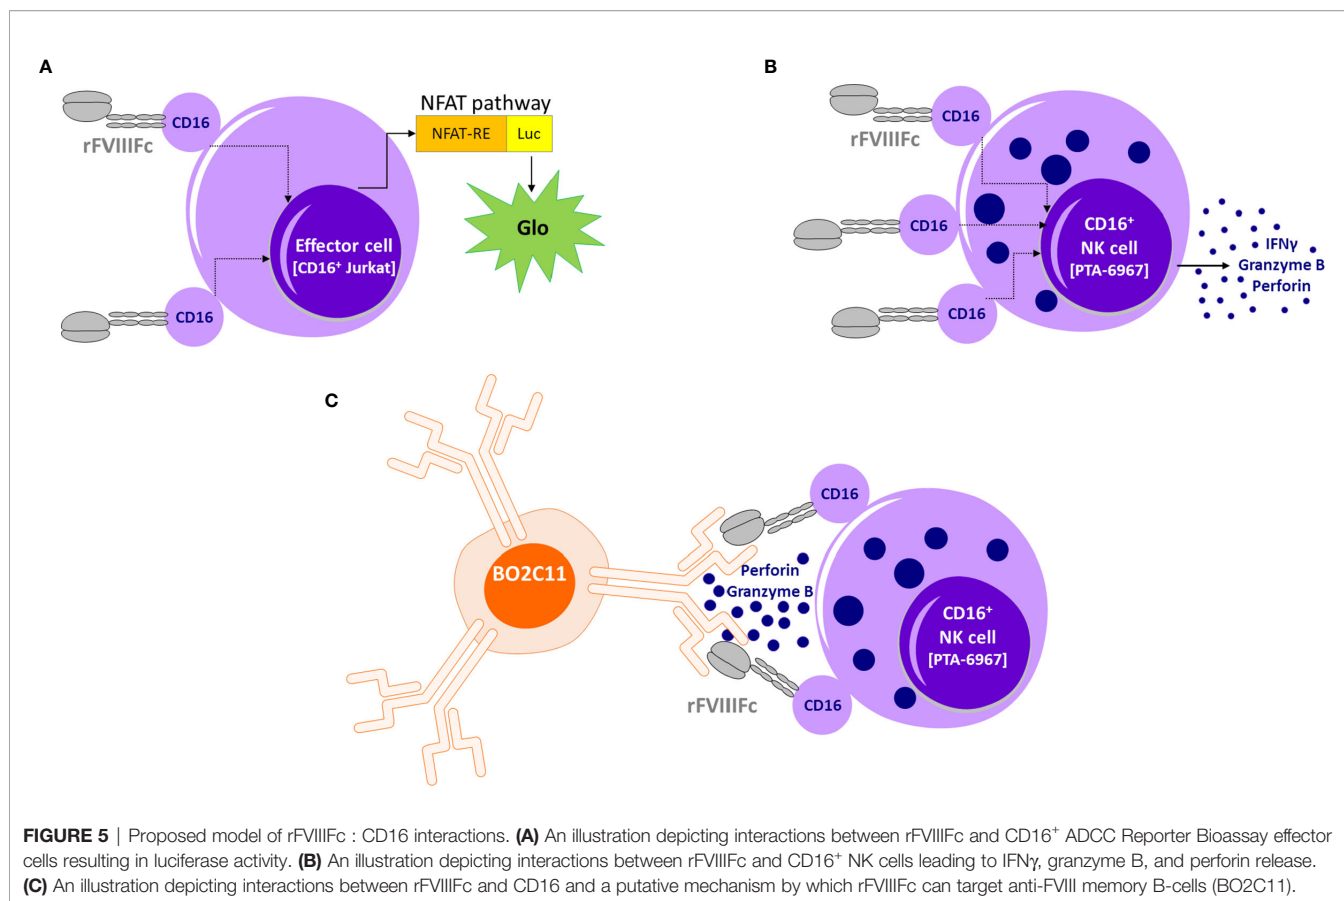 A
CD16
rFVIIIFc
NFAT pathway
NFAT-RE
Luc
Glo
Effector cell
[CD16⁺ Jurkat]
CD16
B
CD16
rFVIIIFc
CD16
CD16⁺
NK cell
[PTA-6967]
IFNγ
Granzyme B
Perforin
CD16
C
BO2C11
CD16
Perforin
Granzyme B
CD16⁺
NK cell
[PTA-6967]
rFVIIIFc
CD16
FIGURE 5 | Proposed model of rFVIIIFc : CD16 interactions. (A) An illustration depicting interactions between rFVIIIFc and CD16⁺ ADCC Reporter Bioassay effector
cells resulting in luciferase activity. (B) An illustration depicting interactions between rFVIIIFc and CD16⁺ NK cells leading to IFNγ, granzyme B, and perforin release.
(C) An illustration depicting interactions between rFVIIIFc and CD16 and a putative mechanism by which rFVIIIFc can target anti-FVIII memory B-cells (BO2C11).